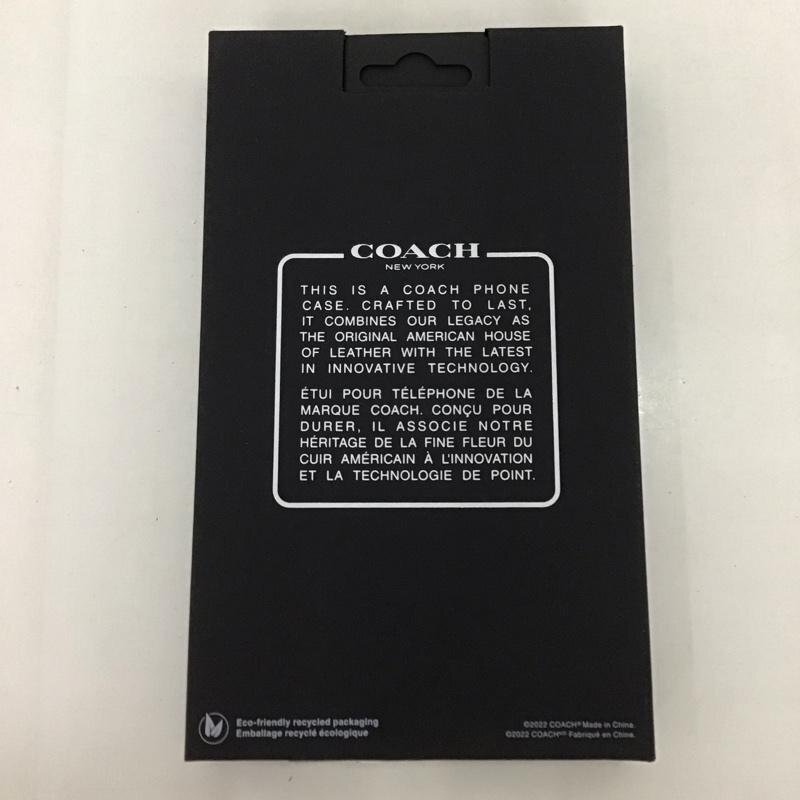 COACH
NEW YORK
THIS IS A COACH PHONE
CASE. CRAFTED TO LAST,
IT COMBINES OUR LEGACY AS
THE ORIGINAL AMERICAN HOUSE
OF LEATHER WITH THE LATEST
IN INNOVATIVE TECHNOLOGY.
ÉTUI POUR TÉLÉPHONE DE LA
MARQUE COACH. CONÇU POUR
DURER, IL ASSOCIE NOTRE
HÉRITAGE DE LA FINE FLEUR DU
CUIR AMÉRICAIN À L'INNOVATION
ET LA TECHNOLOGIE DE POINT.
Eco-friendly recycled packaging
Emballage recyclé écologique
©2022 COACH® Made in China.
©2022 COACHᴹᴰ Fabriqué en China.